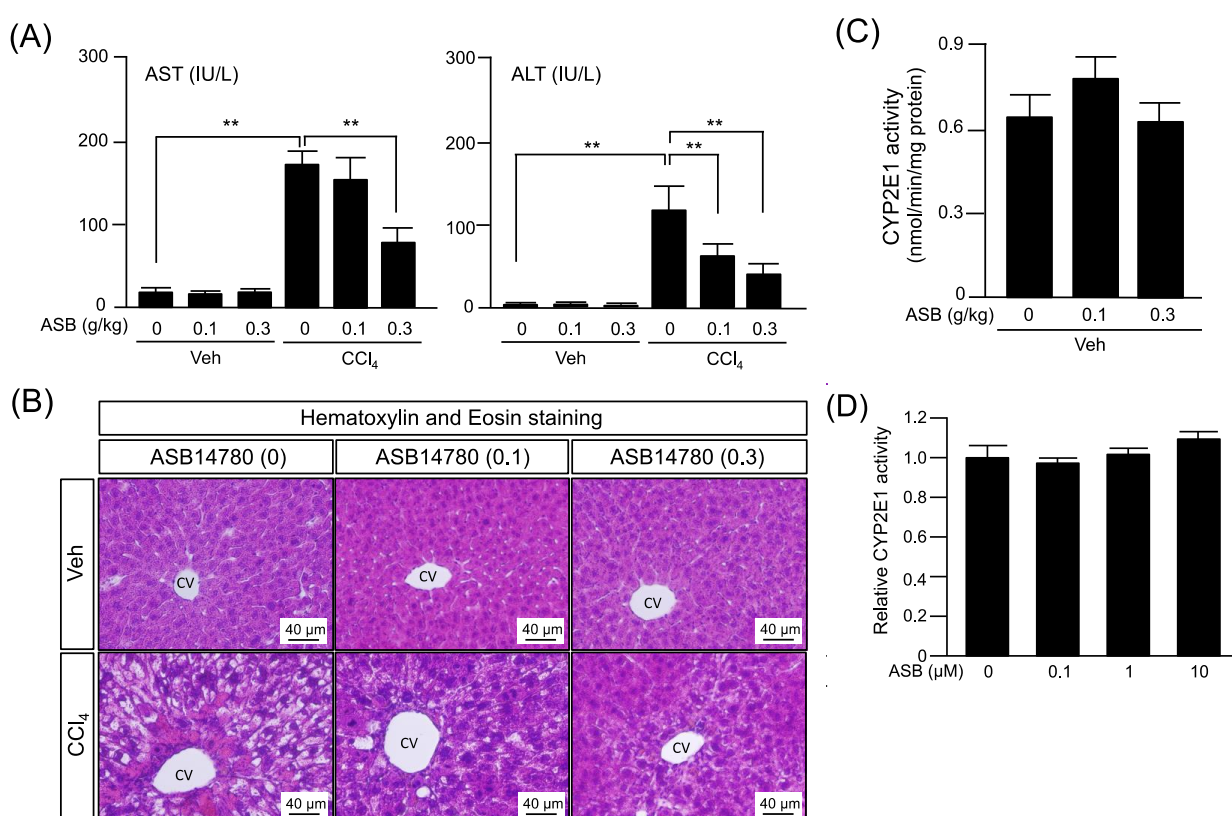 (A)
300
200
100
0
AST (IU/L)
**
**
ASB (g/kg)
0 0.1 0.3 0 0.1 0.3
Veh CCl₄
300
200
100
0
ALT (IU/L)
**
**
**
0 0.1 0.3 0 0.1 0.3
Veh CCl₄
(C)
CYP2E1 activity
(nmol/min/mg protein)
0.9
0.6
0.3
0
ASB (g/kg) 0 0.1 0.3
Veh
(B)
Hematoxylin and Eosin staining
ASB14780 (0) ASB14780 (0.1) ASB14780 (0.3)
Veh
CV
40 µm
CV
40 µm
CV
40 µm
CCl₄
CV
40 µm
CV
40 µm
CV
40 µm
(D)
Relative CYP2E1 activity
1.2
1.0
0.8
0.6
0.4
0.2
0
ASB (µM) 0 0.1 1 10